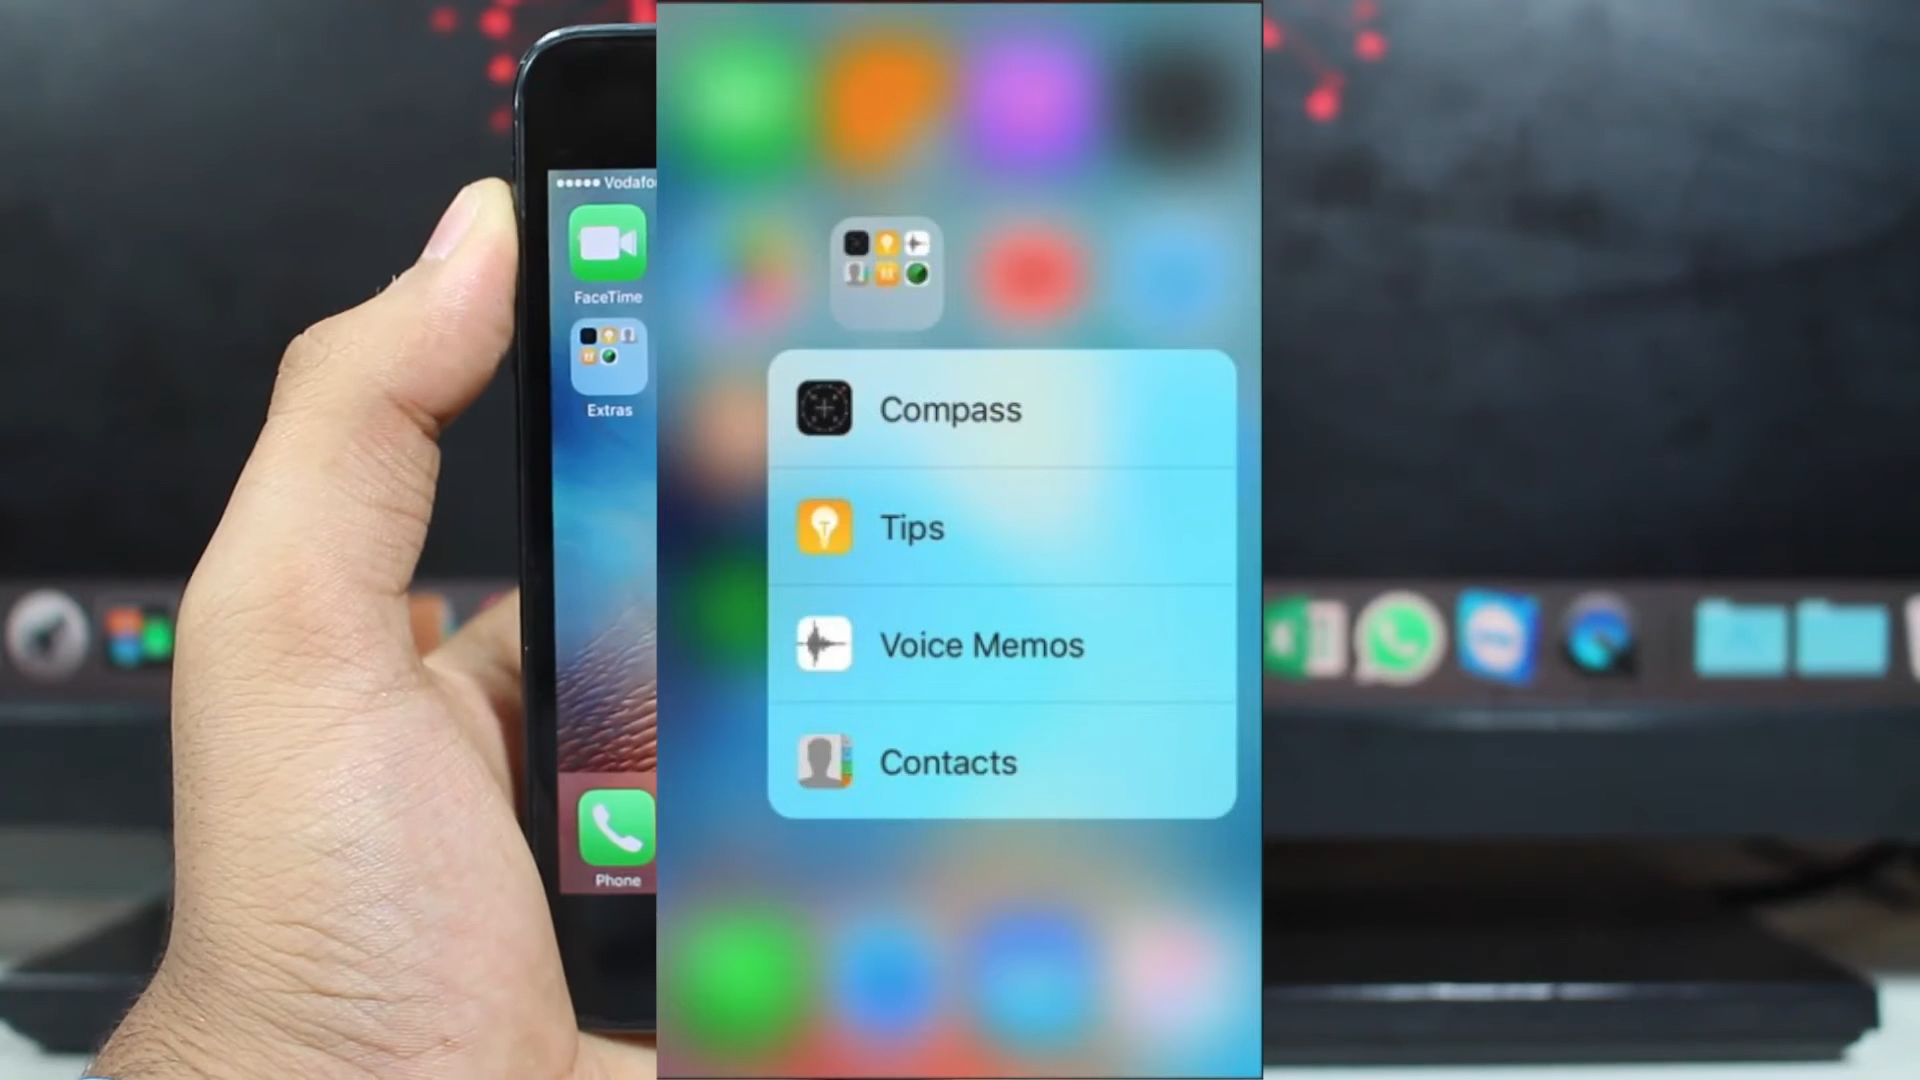 ●●●●● Vodafo
FaceTime
Extras
Phone
Compass
Tips
Voice Memos
Contacts